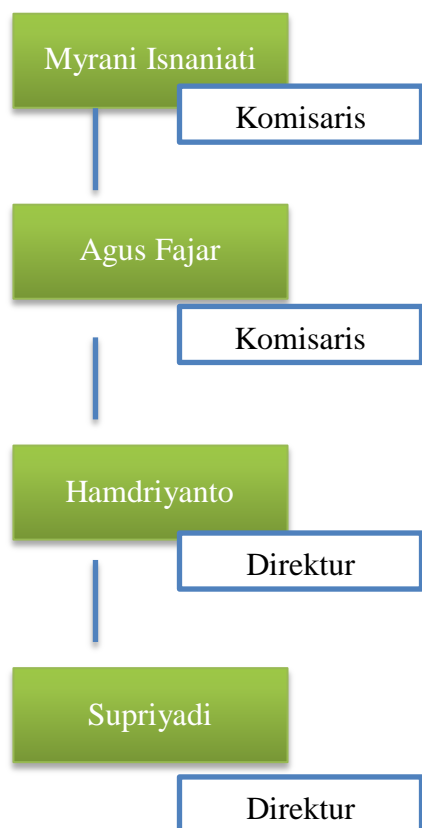 Myrani Isnaniati
Komisaris
Agus Fajar
Komisaris
Hamdriyanto
Direktur
Supriyadi
Direktur